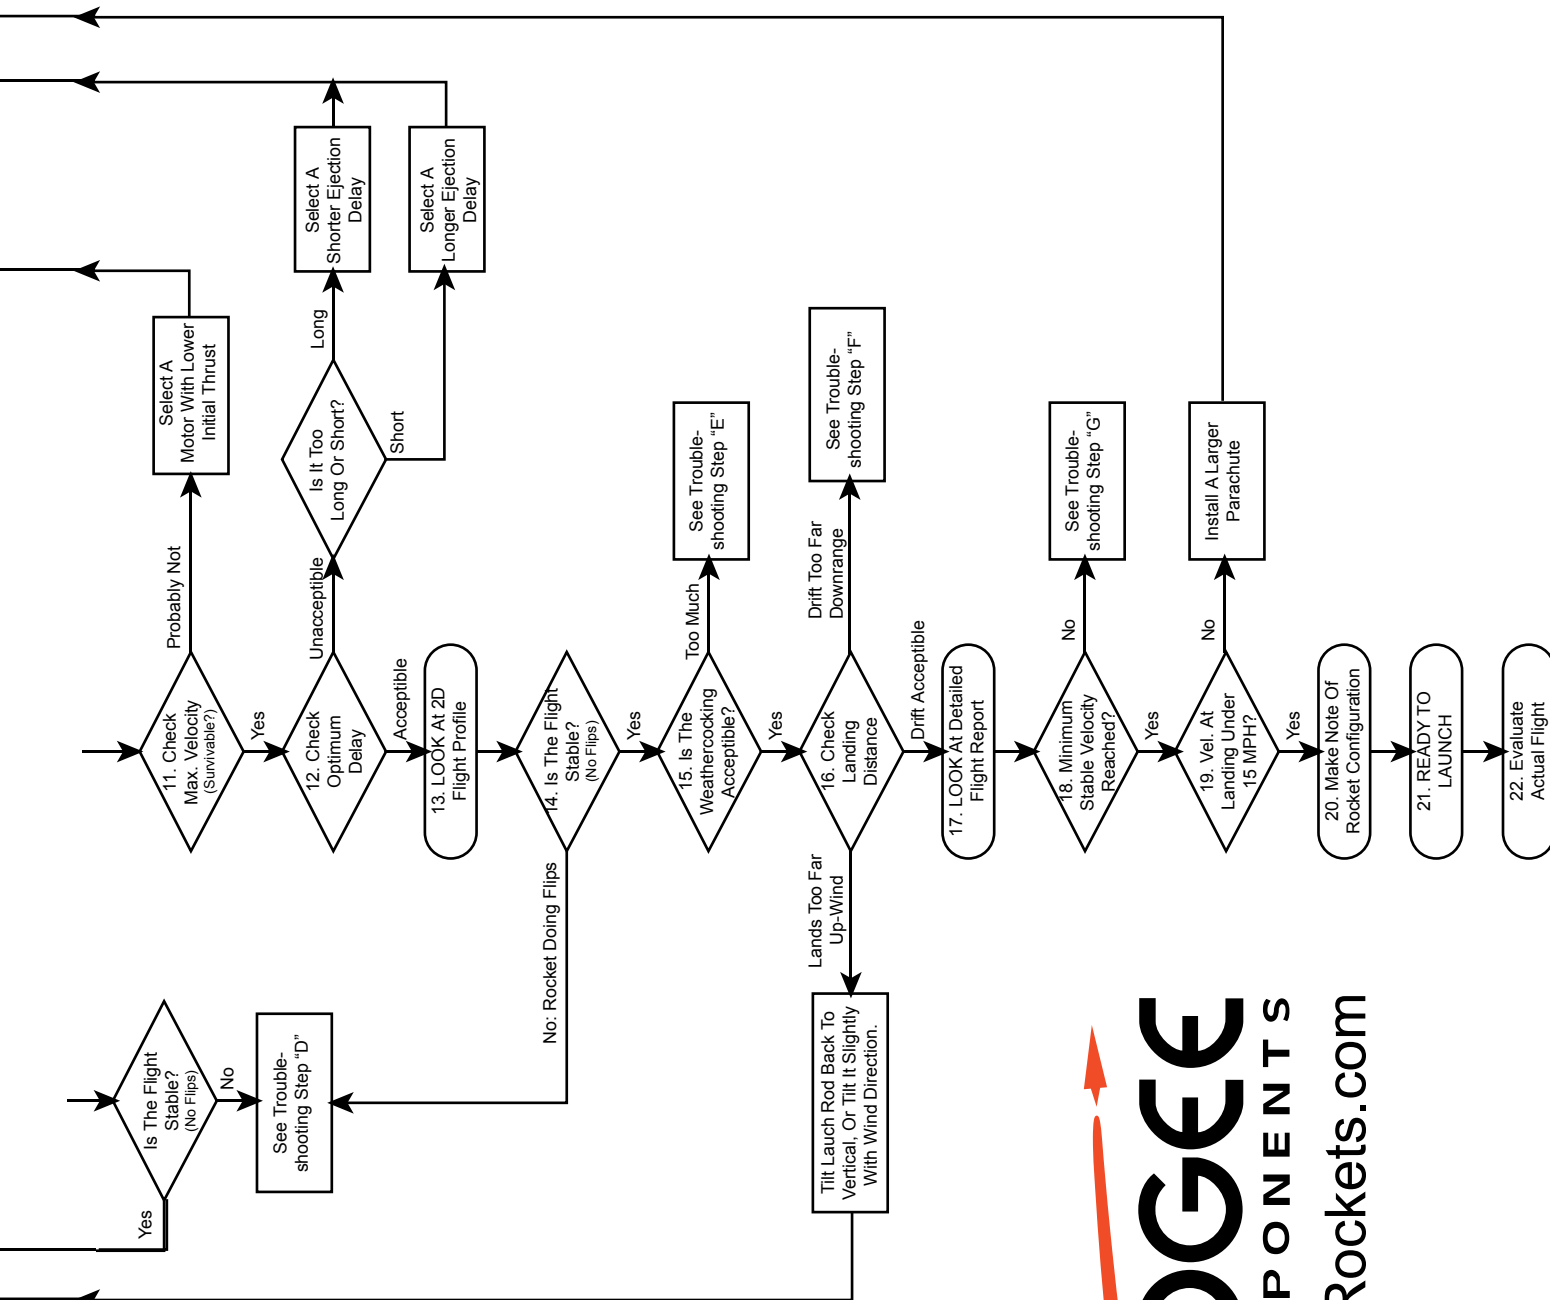 Is The Flight
Stable?
(No Flips)
Yes
No
See Trouble-
shooting Step “D”
11. Check
Max. Velocity
(Survivable?)
Probably Not
Select A
Motor With Lower
Initial Thrust
Yes
12. Check
Optimum
Delay
Unacceptible
Is It Too
Long Or Short?
Long
Select A
Shorter Ejection
Delay
Short
Select A
Longer Ejection
Delay
Acceptible
13. LOOK At 2D
Flight Profile
14. Is The Flight
Stable?
(No Flips)
No: Rocket Doing Flips
Yes
15. Is The
Weathercocking
Acceptible?
Too Much
See Trouble-
shooting Step “E”
Yes
16. Check
Landing
Distance
Drift Too Far
Downrange
See Trouble-
shooting Step “F”
Lands Too Far
Up-Wind
Tilt Lauch Rod Back To
Vertical, Or Tilt It Slightly
With Wind Direction.
Drift Acceptible
17. LOOK At Detailed
Flight Report
18. Minimum
Stable Velocity
Reached?
No
See Trouble-
shooting Step “G”
Yes
19. Vel. At
Landing Under
15 MPH?
No
Install A Larger
Parachute
Yes
20. Make Note Of
Rocket Configuration
21. READY TO
LAUNCH
22. Evaluate
Actual Flight
OGEE
PONENTS
Rockets.com